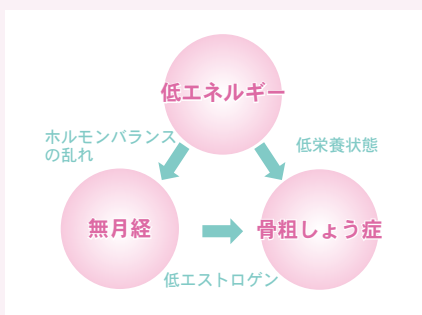 低エネルギー
ホルモンバランス
の乱れ
低栄養状態
無月経
骨粗しょう症
低エストロゲン